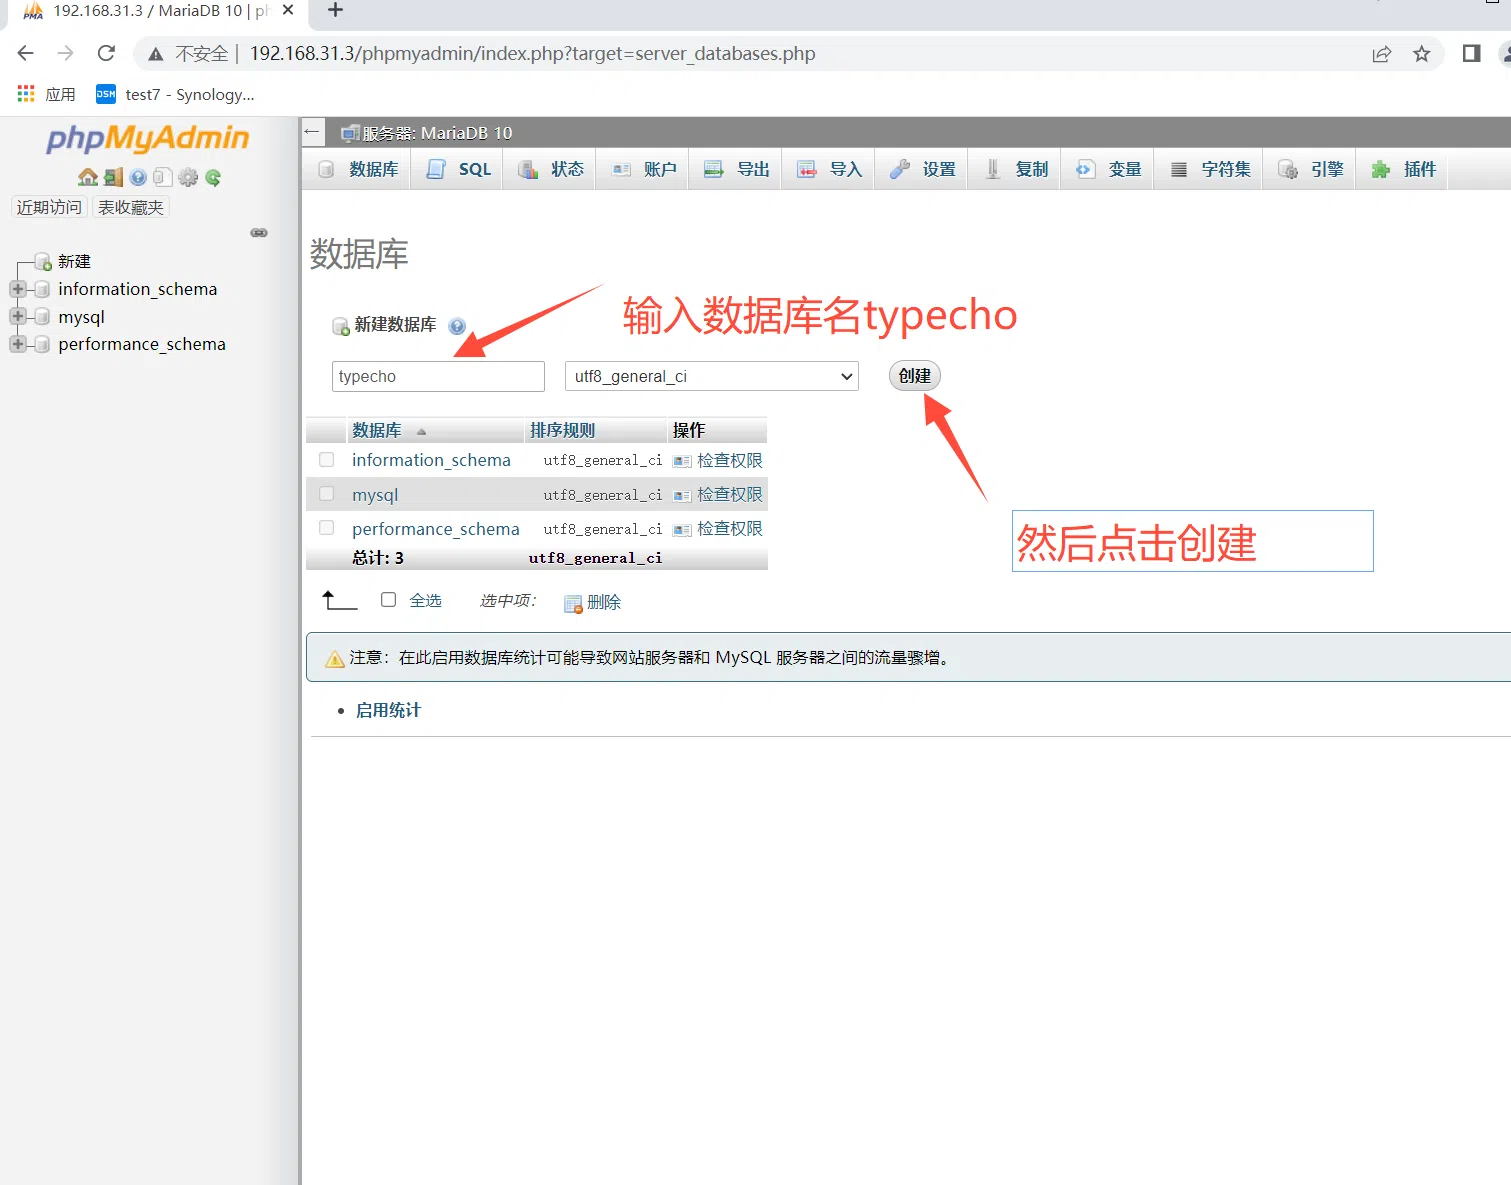 192.168.31.3 / MariaDB 10 | ph
不安全 | 192.168.31.3/phpmyadmin/index.php?target=server_databases.php
应用 DSM test7 - Synology...
phpMyAdmin
近期访问 表收藏夹
新建
information_schema
mysql
performance_schema
服务器: MariaDB 10
数据库 SQL 状态 账户 导出 导入 设置 复制 变量 字符集 引擎 插件
数据库
输入数据库名typecho
新建数据库
typecho utf8_general_ci 创建
数据库 排序规则 操作
information_schema utf8_general_ci 检查权限
mysql utf8_general_ci 检查权限
performance_schema utf8_general_ci 检查权限
总计: 3 utf8_general_ci
然后点击创建
全选 选中项: 删除
注意：在此启用数据库统计可能导致网站服务器和 MySQL 服务器之间的流量骤增。
• 启用统计